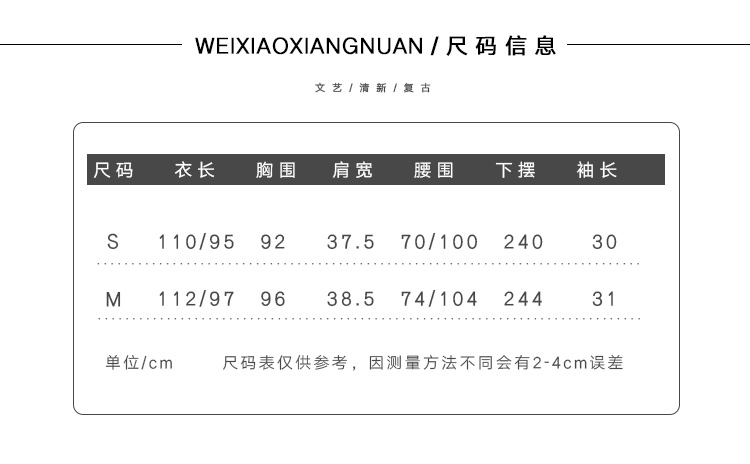 WEIXIAOXIANGNUAN / 尺码信息
文艺/清新/复古
尺码 衣长 胸围 肩宽 腰围 下摆 袖长
S 110/95 92 37.5 70/100 240 30
M 112/97 96 38.5 74/104 244 31
单位/cm 尺码表仅供参考，因测量方法不同会有2-4cm误差